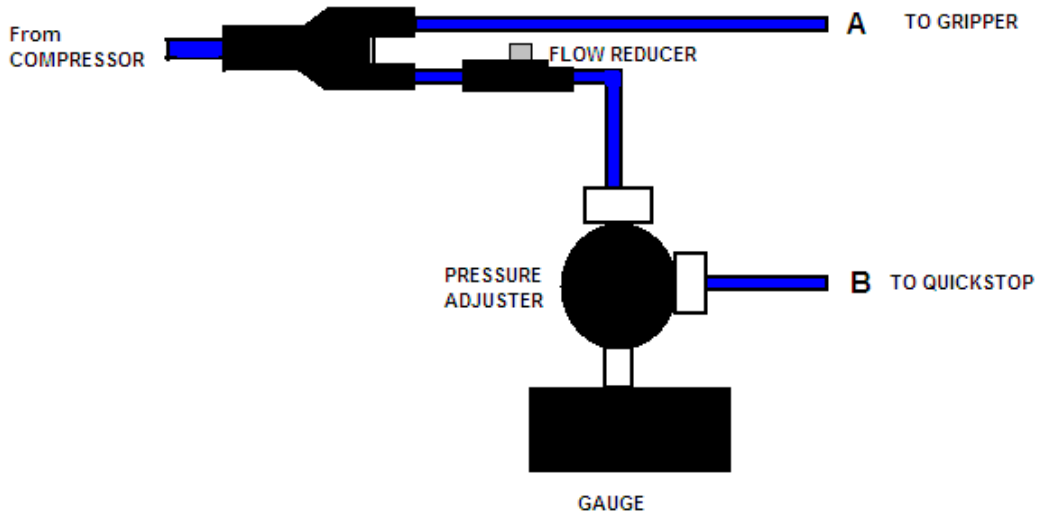 From
COMPRESSOR
A TO GRIPPER
FLOW REDUCER
PRESSURE
ADJUSTER
B TO QUICKSTOP
GAUGE